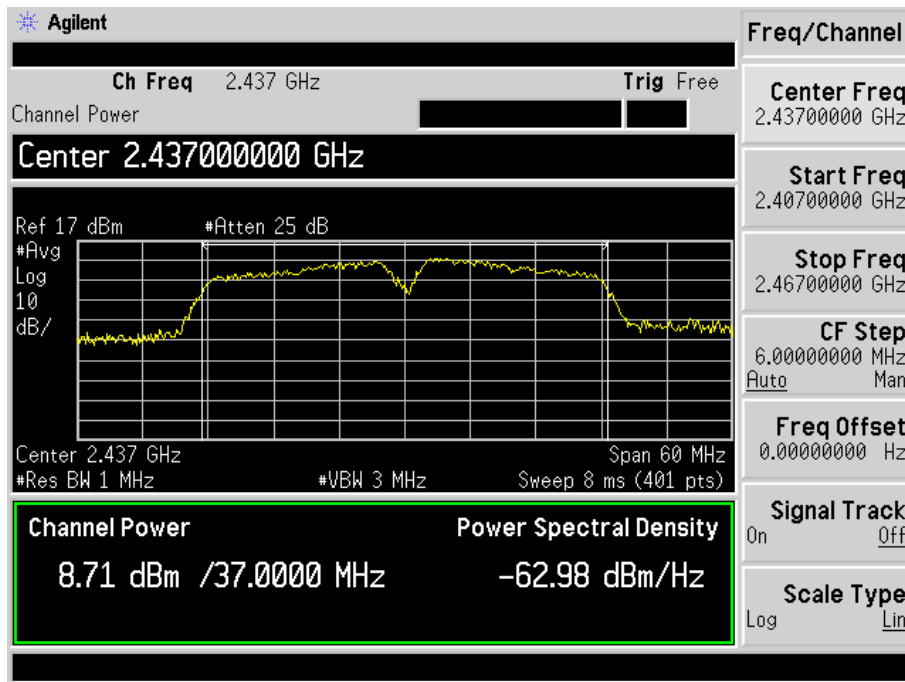 Agilent
Ch Freq 2.437 GHz Trig Free
Channel Power
Center 2.437000000 GHz
Ref 17 dBm #Atten 25 dB
#Avg
Log
10
dB/
Center 2.437 GHz Span 60 MHz
#Res BW 1 MHz #VBW 3 MHz Sweep 8 ms (401 pts)
Channel Power Power Spectral Density
8.71 dBm /37.0000 MHz -62.98 dBm/Hz
Freq/Channel
Center Freq
2.43700000 GHz
Start Freq
2.40700000 GHz
Stop Freq
2.46700000 GHz
CF Step
6.00000000 MHz
Auto Man
Freq Offset
0.00000000 Hz
Signal Track
On Off
Scale Type
Log Lin